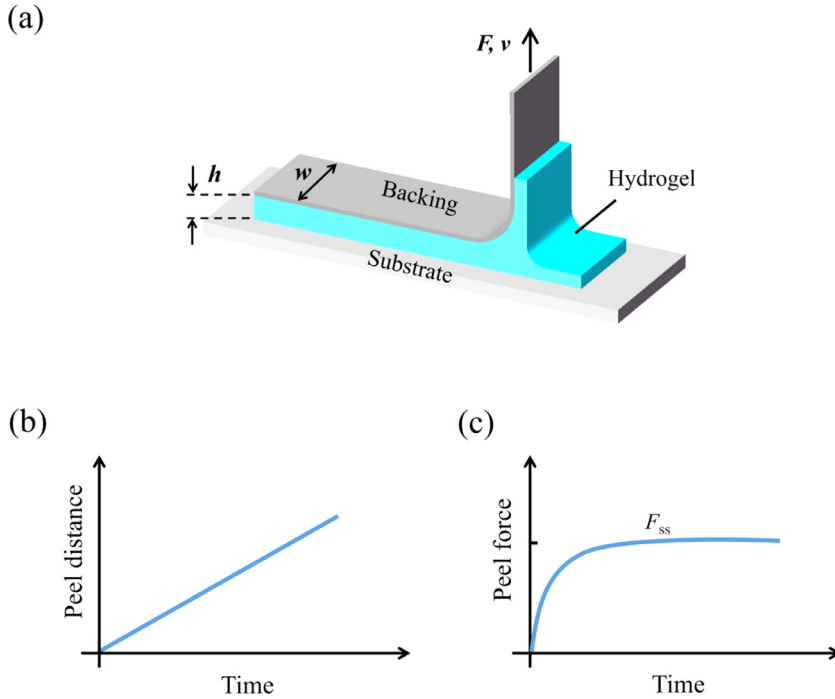 (a)
F, v
h
w
Backing
Hydrogel
Substrate
(b)
Peel distance
Time
(c)
Peel force
Fss
Time